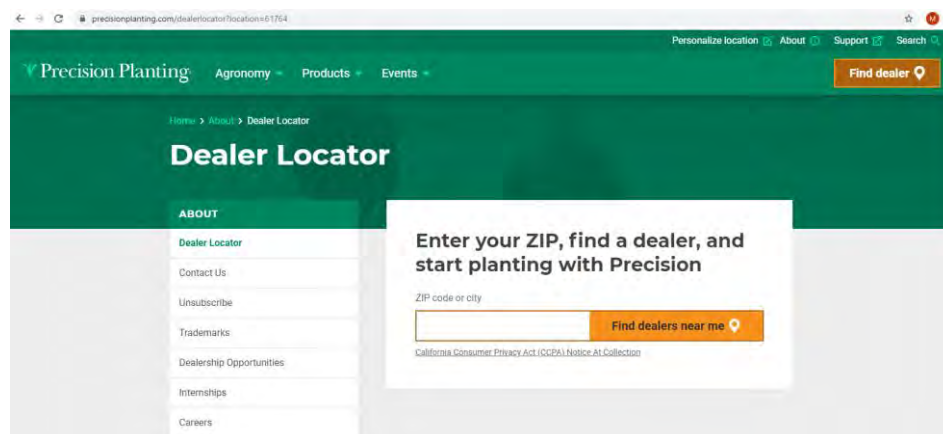 precisionplanting.com/dealerlocator?location=61764
M
Personalize location About Support Search
Precision Planting Agronomy Products Events Find dealer
Home > About > Dealer Locator
Dealer Locator
ABOUT
Dealer Locator
Contact Us
Unsubscribe
Trademarks
Dealership Opportunities
Internships
Careers
Enter your ZIP, find a dealer, and
start planting with Precision
ZIP code or city
Find dealers near me
California Consumer Privacy Act (CCPA) Notice At Collection